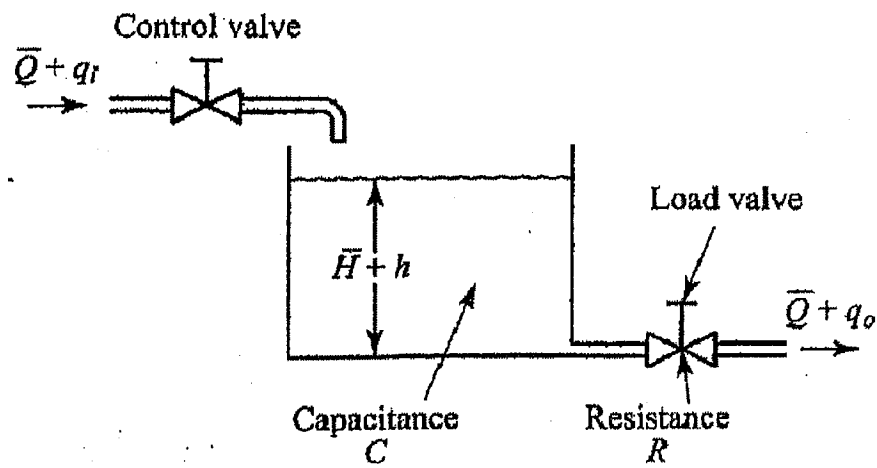 Control valve
Q̅ + qᵢ
Load valve
H̅ + h
Q̅ + qₒ
Capacitance
C
Resistance
R